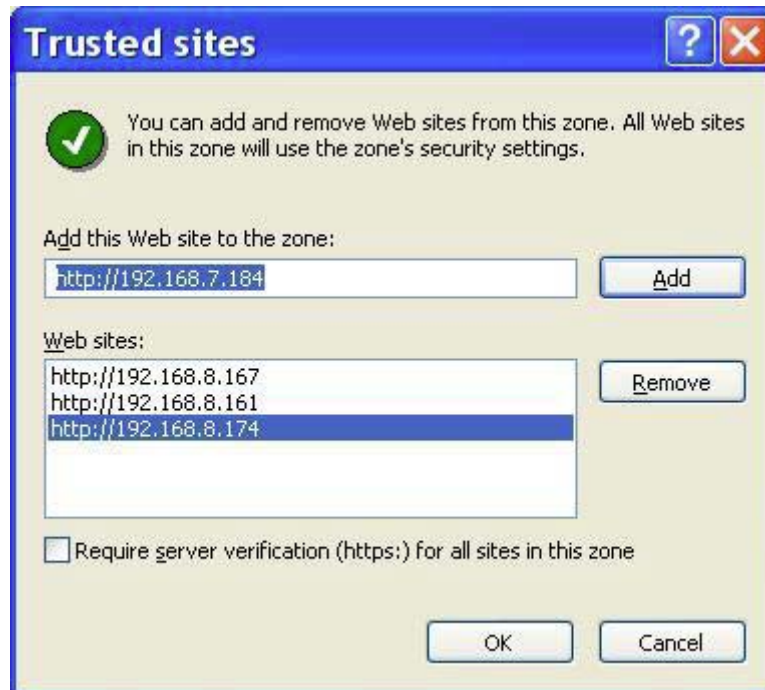 Trusted sites
You can add and remove Web sites from this zone. All Web sites
in this zone will use the zone's security settings.
Add this Web site to the zone:
http://192.168.7.184
Add
Web sites:
http://192.168.8.167
http://192.168.8.161
http://192.168.8.174
Remove
Require server verification (https:) for all sites in this zone
OK
Cancel